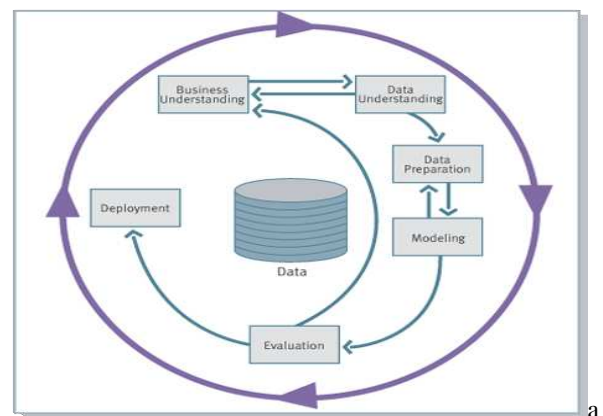 Business
Understanding
Data
Understanding
Data
Preparation
Deployment
Modeling
Data
Evaluation
a